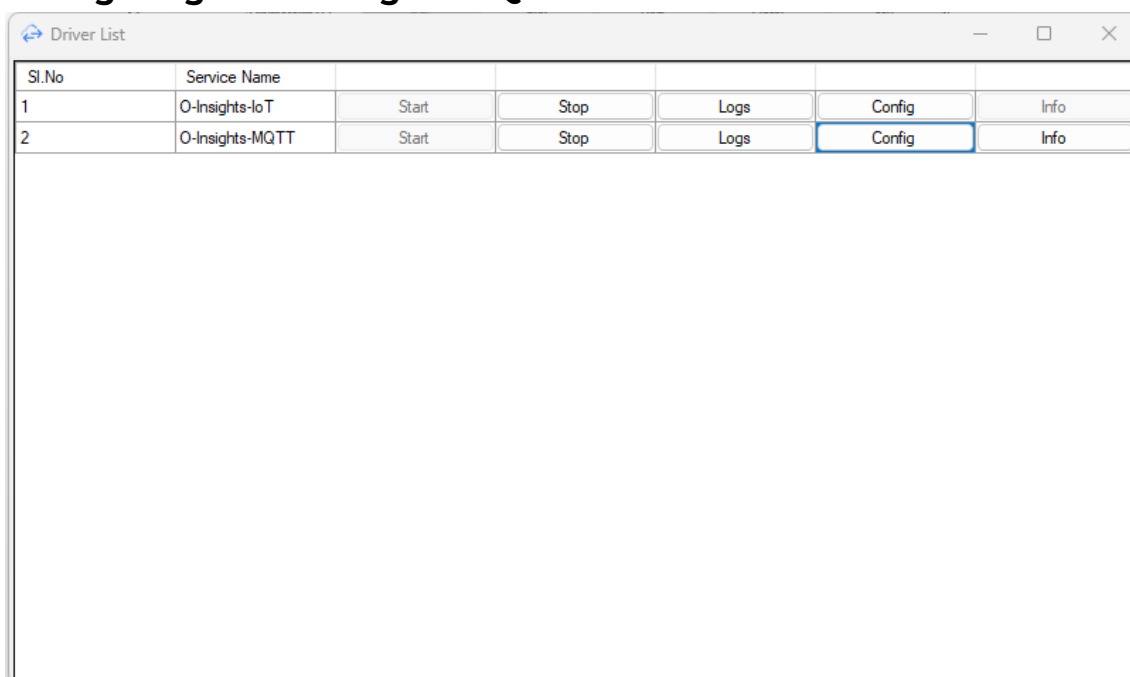 Driver List
Sl.No Service Name
1 O-Insights-IoT Start Stop Logs Config Info
2 O-Insights-MQTT Start Stop Logs Config Info